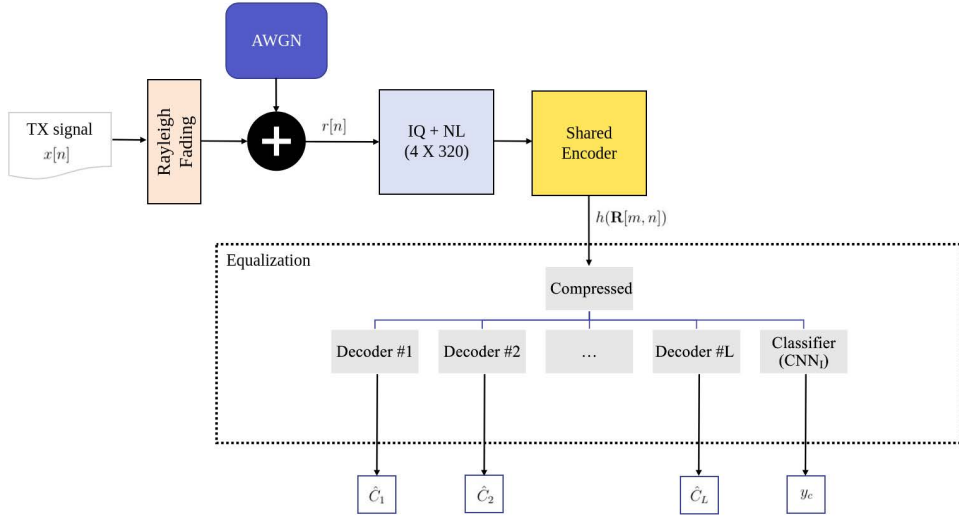 AWGN
TX signal
x[n]
Rayleigh
Fading
r[n]
IQ + NL
(4 X 320)
Shared
Encoder
h(R[m, n])
Equalization
Compressed
Decoder #1
Decoder #2
...
Decoder #L
Classifier
(CNN_I)
Ĉ_1
Ĉ_2
Ĉ_L
y_c